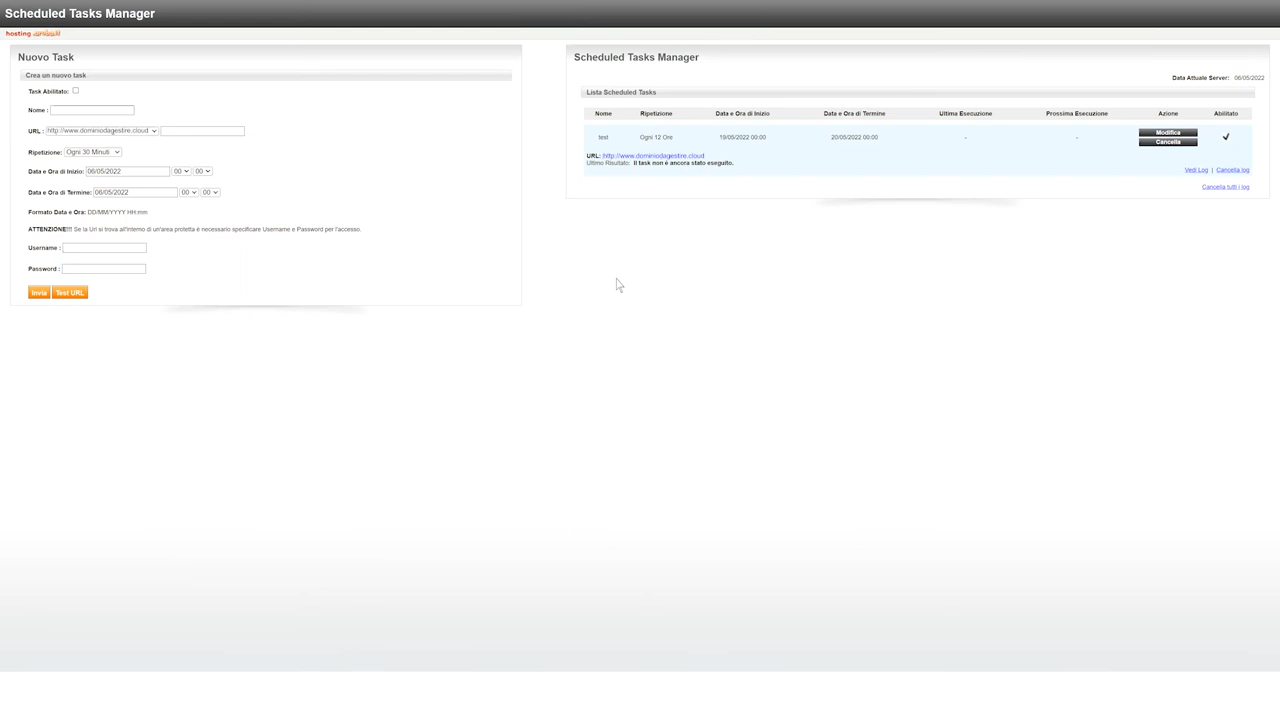 Scheduled Tasks Manager
hosting
Nuovo Task
Crea un nuovo task
Task Abilitato:
Nome :
URL : http://www.dominiodagestire.cloud
Ripetizione: Ogni 30 Minuti
Data e Ora di Inizio: 06/05/2022 00 00
Data e Ora di Termine: 06/05/2022 00 00
Formato Data e Ora: DD/MM/YYYY HH:mm
ATTENZIONE!!! Se la Url si trova all'interno di un'area protetta è necessario specificare Username e Password per l'accesso.
Username :
Password :
Invia Test URL
Scheduled Tasks Manager
Data Attuale Server: 06/05/2022
Lista Scheduled Tasks
Nome Ripetizione Data e Ora di Inizio Data e Ora di Termine Ultima Esecuzione Prossima Esecuzione Azione Abilitato
test Ogni 12 Ore 19/05/2022 00:00 20/05/2022 00:00 - - Modifica
Cancella
URL: http://www.dominiodagestire.cloud
Ultimo Risultato: Il task non è ancora stato eseguito.
Vedi Log | Cancella log
Cancella tutti i log